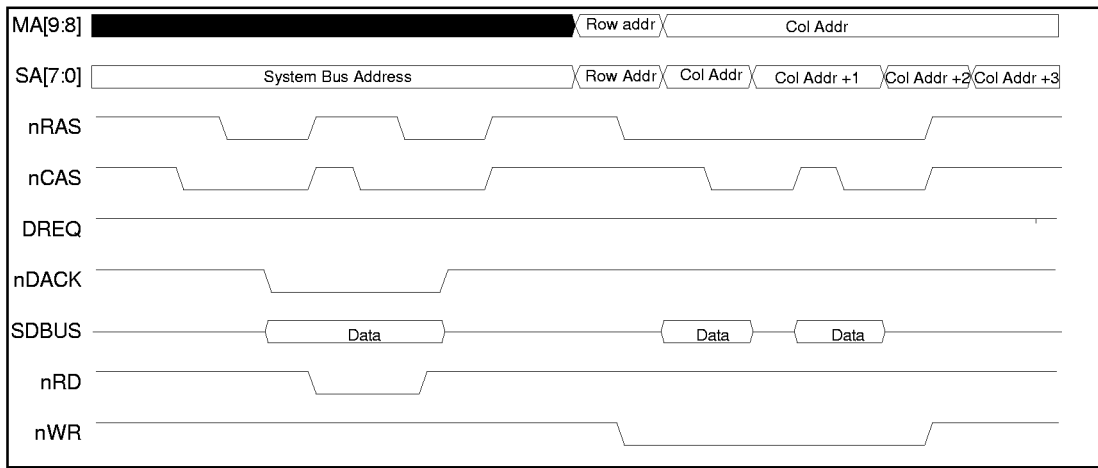 MA[9:8] Row addr Col Addr
SA[7:0] System Bus Address Row Addr Col Addr Col Addr +1 Col Addr +2 Col Addr +3
nRAS
nCAS
DREQ
nDACK
SDBUS Data Data Data
nRD
nWR